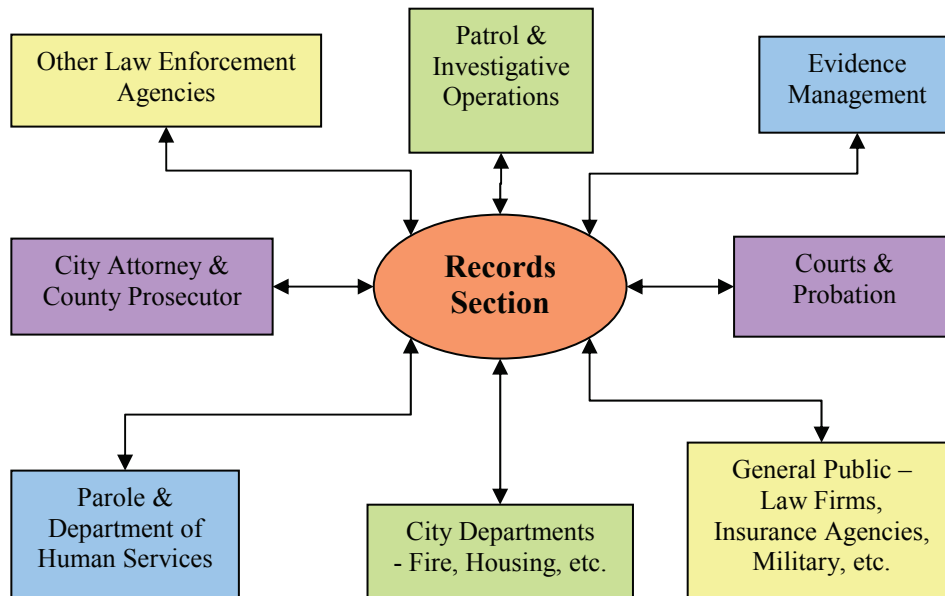 Other Law Enforcement
Agencies
Patrol &
Investigative
Operations
Evidence
Management
City Attorney &
County Prosecutor
Records
Section
Courts &
Probation
Parole &
Department of
Human Services
City Departments
- Fire, Housing, etc.
General Public –
Law Firms,
Insurance Agencies,
Military, etc.